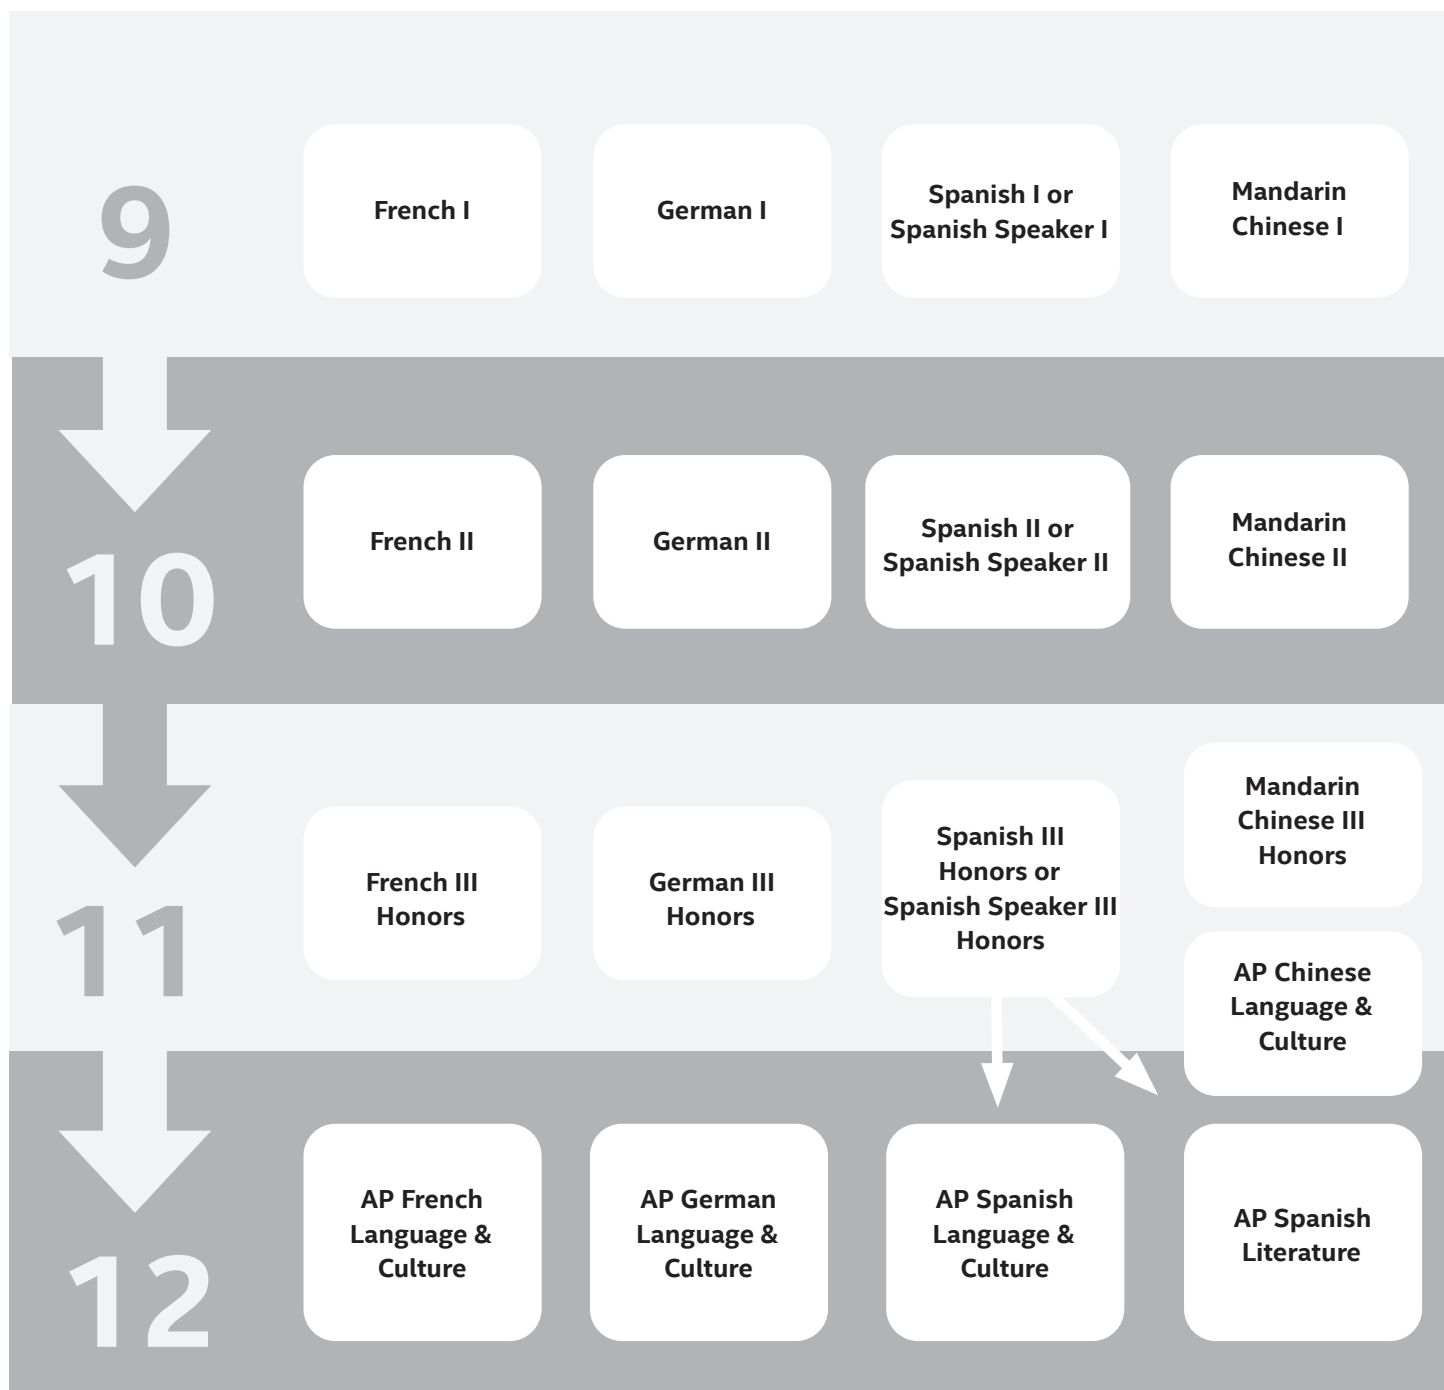 9
French I
German I
Spanish I or
Spanish Speaker I
Mandarin
Chinese I
10
French II
German II
Spanish II or
Spanish Speaker II
Mandarin
Chinese II
11
French III
Honors
German III
Honors
Spanish III
Honors or
Spanish Speaker III
Honors
Mandarin
Chinese III
Honors
AP Chinese
Language &
Culture
12
AP French
Language &
Culture
AP German
Language &
Culture
AP Spanish
Language &
Culture
AP Spanish
Literature